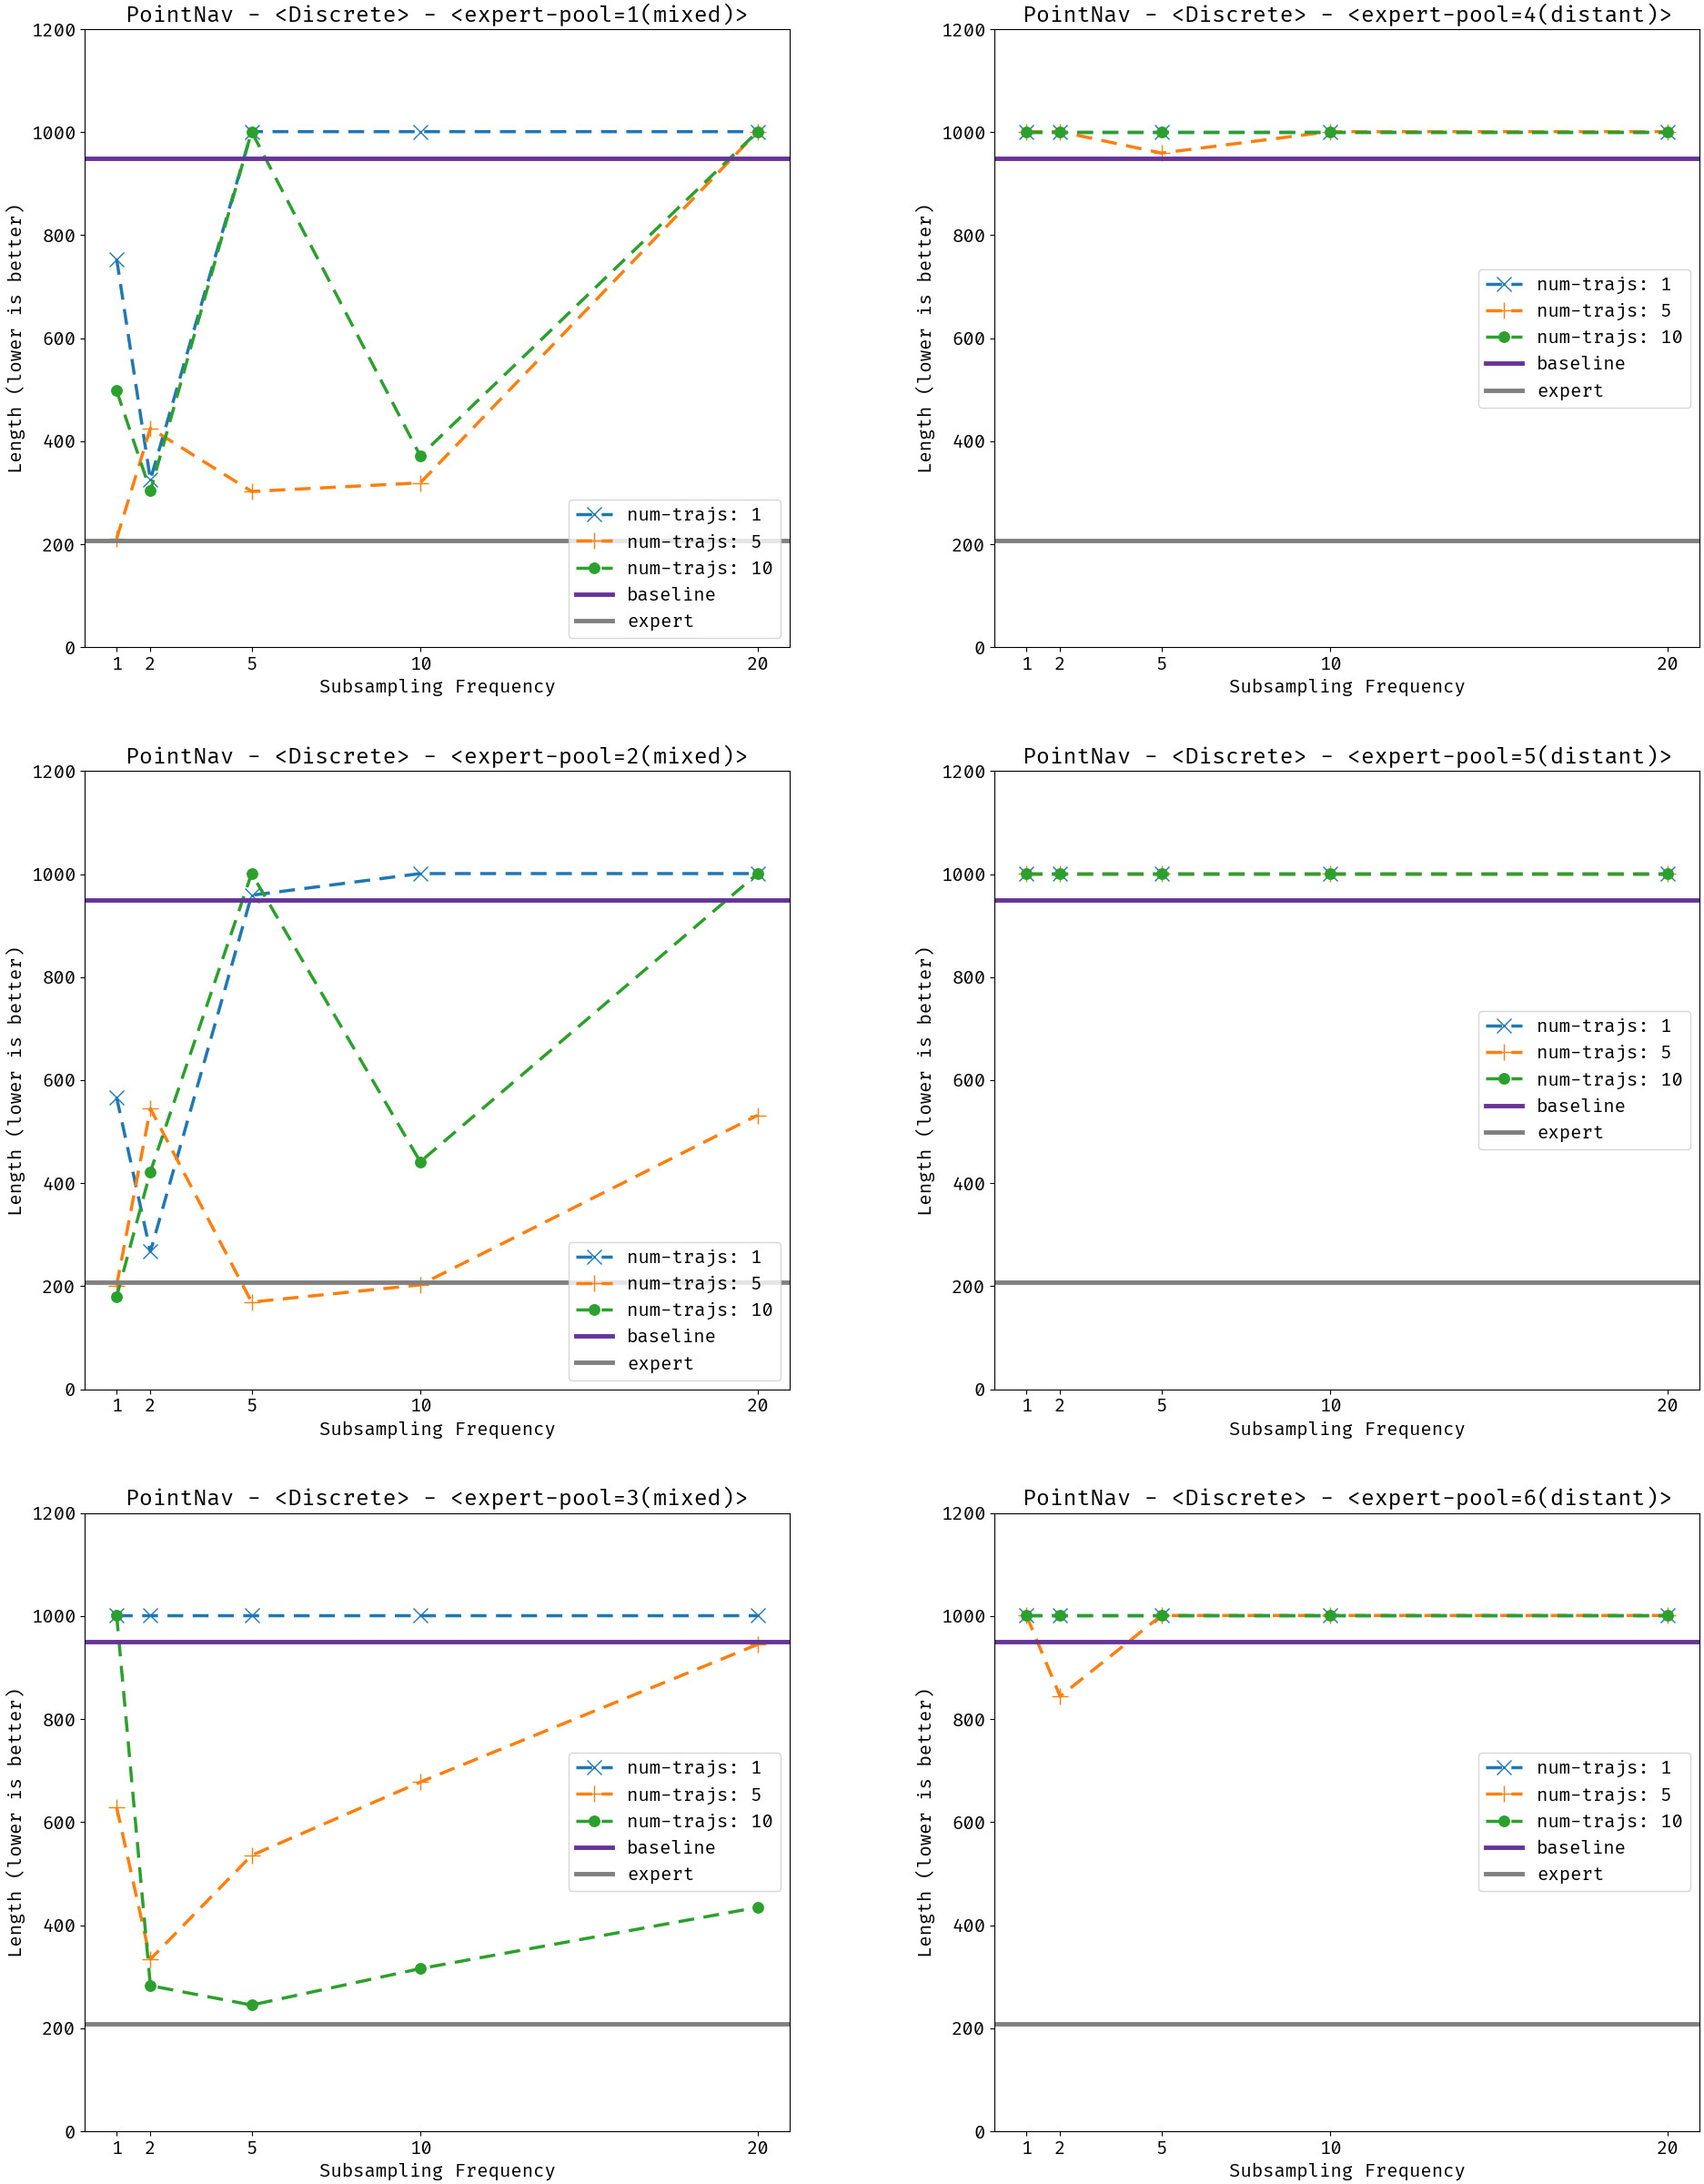 PointNav - <Discrete> - <expert-pool=1(mixed)>
1200
1000
800
600
400
200
0
Length (lower is better)
num-trajs: 1
num-trajs: 5
num-trajs: 10
baseline
expert
1 2 5 10 20
Subsampling Frequency
PointNav - <Discrete> - <expert-pool=4(distant)>
1200
1000
800
600
400
200
0
Length (lower is better)
num-trajs: 1
num-trajs: 5
num-trajs: 10
baseline
expert
1 2 5 10 20
Subsampling Frequency
PointNav - <Discrete> - <expert-pool=2(mixed)>
1200
1000
800
600
400
200
0
Length (lower is better)
num-trajs: 1
num-trajs: 5
num-trajs: 10
baseline
expert
1 2 5 10 20
Subsampling Frequency
PointNav - <Discrete> - <expert-pool=5(distant)>
1200
1000
800
600
400
200
0
Length (lower is better)
num-trajs: 1
num-trajs: 5
num-trajs: 10
baseline
expert
1 2 5 10 20
Subsampling Frequency
PointNav - <Discrete> - <expert-pool=3(mixed)>
1200
1000
800
600
400
200
0
Length (lower is better)
num-trajs: 1
num-trajs: 5
num-trajs: 10
baseline
expert
1 2 5 10 20
Subsampling Frequency
PointNav - <Discrete> - <expert-pool=6(distant)>
1200
1000
800
600
400
200
0
Length (lower is better)
num-trajs: 1
num-trajs: 5
num-trajs: 10
baseline
expert
1 2 5 10 20
Subsampling Frequency